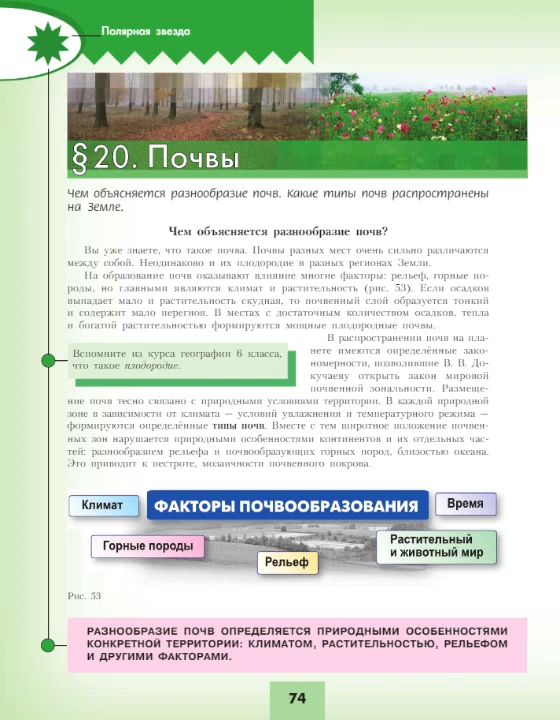 Полярная звезда
§ 20. Почвы
Чем объясняется разнообразие почв. Какие типы почв распространены
на Земле.
Чем объясняется разнообразие почв?
Вы уже знаете, что такое почва. Почвы разных мест очень сильно различаются
между собой. Неодинаково и их плодородие в разных регионах Земли.
На образование почв оказывают влияние многие факторы: рельеф, горные по-
роды, но главными являются климат и растительность (рис. 53). Если осадков
выпадает мало и растительность скудная, то почвенный слой образуется тонкий
и содержит мало перегноя. В местах с достаточным количеством осадков, тепла
и богатой растительностью формируются мощные плодородные почвы.
Вспомните из курса географии 6 класса,
что такое плодородие.
В распространении почв на пла-
нете имеются определённые зако-
номерности, позволившие В. В. До-
кучаеву открыть закон мировой
почвенной зональности. Размеще-
ние почв тесно связано с природными условиями территории. В каждой природной
зоне в зависимости от климата — условий увлажнения и температурного режима —
формируются определённые типы почв. Вместе с тем широтное положение почвен-
ных зон нарушается природными особенностями континентов и их отдельных час-
тей: разнообразием рельефа и почвообразующих горных пород, близостью океана.
Это приводит к пестроте, мозаичности почвенного покрова.
Климат
ФАКТОРЫ ПОЧВООБРАЗОВАНИЯ
Время
Горные породы
Рельеф
Растительный
и животный мир
Рис. 53
РАЗНООБРАЗИЕ ПОЧВ ОПРЕДЕЛЯЕТСЯ ПРИРОДНЫМИ ОСОБЕННОСТЯМИ
КОНКРЕТНОЙ ТЕРРИТОРИИ: КЛИМАТОМ, РАСТИТЕЛЬНОСТЬЮ, РЕЛЬЕФОМ
И ДРУГИМИ ФАКТОРАМИ.
74